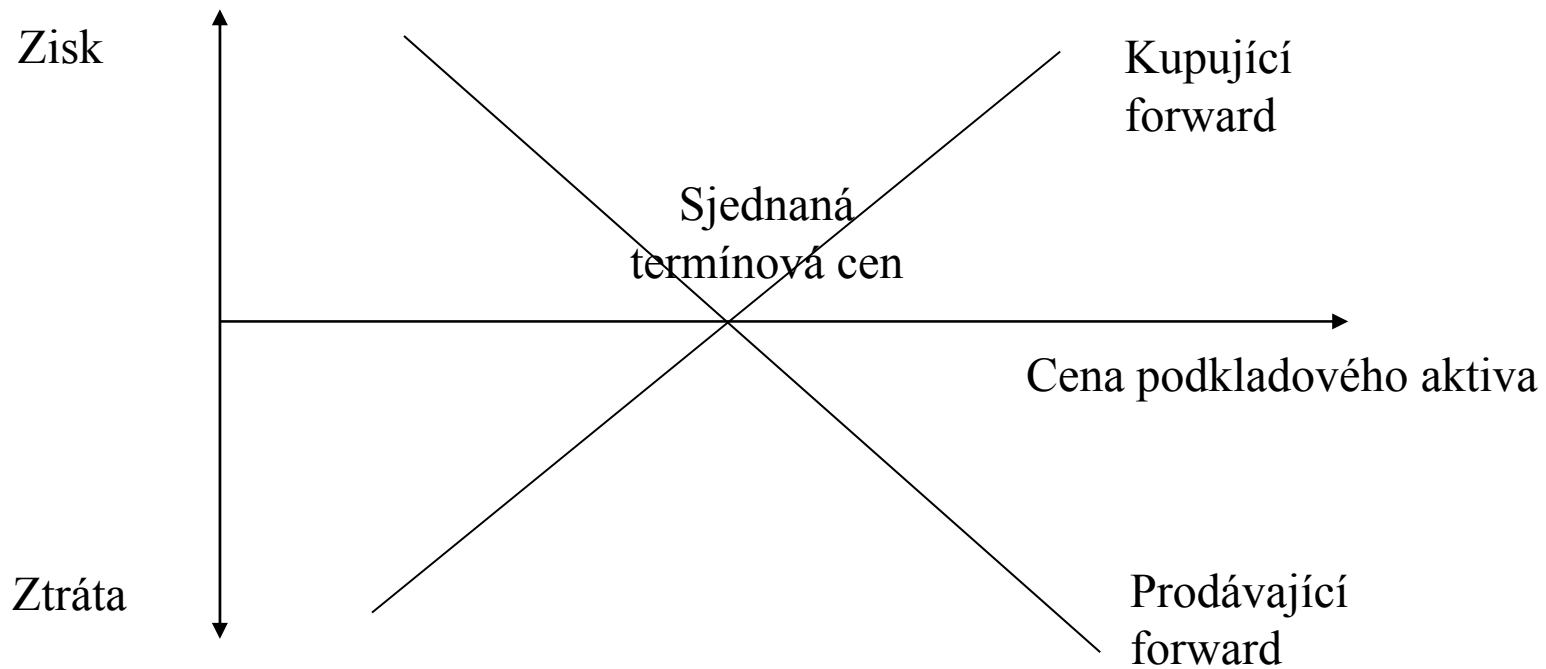 Zisk
Kupující
forward
Sjednaná
termínová cen
Cena podkladového aktiva
Ztráta
Prodávající
forward